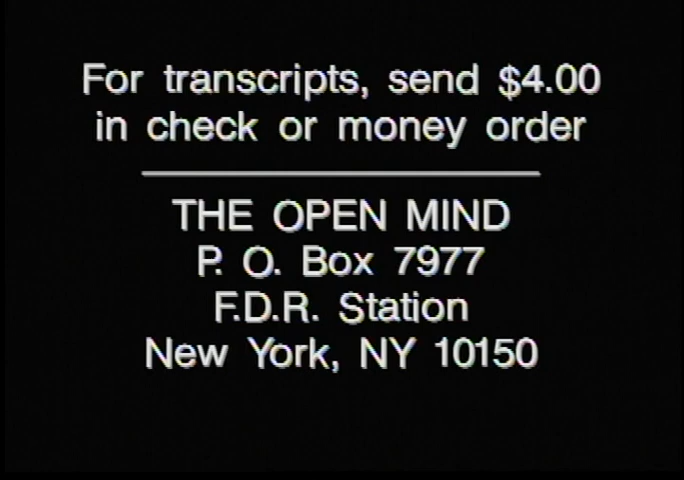 For transcripts, send $4.00
in check or money order
THE OPEN MIND
P. O. Box 7977
F.D.R. Station
New York, NY 10150